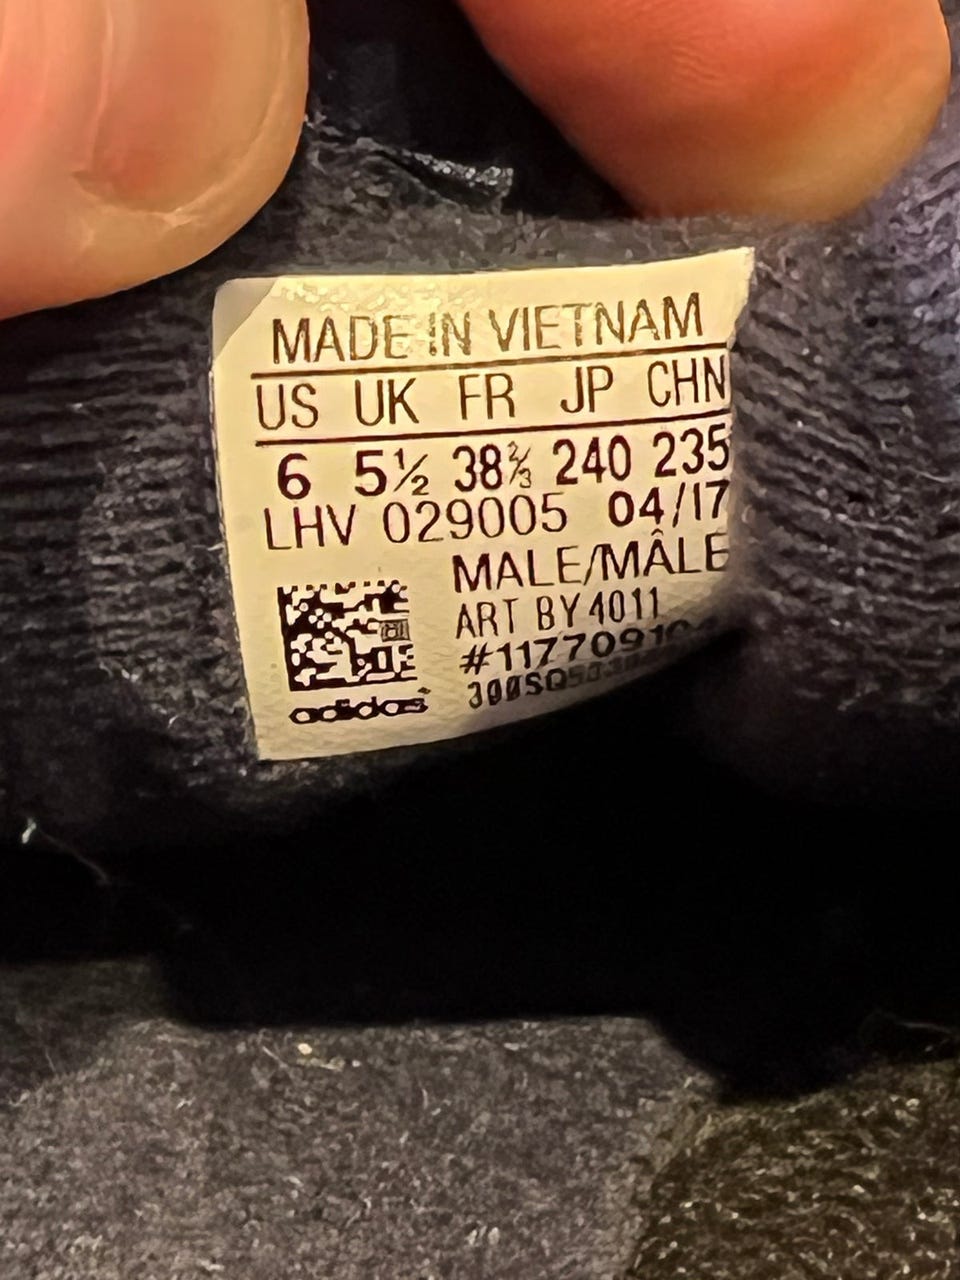 MADE IN VIETNAM
US UK FR JP CHN
6 5½ 38⅔ 240 235
LHV 029005 04/17
MALE/MÂLE
ART BY4011
adidas